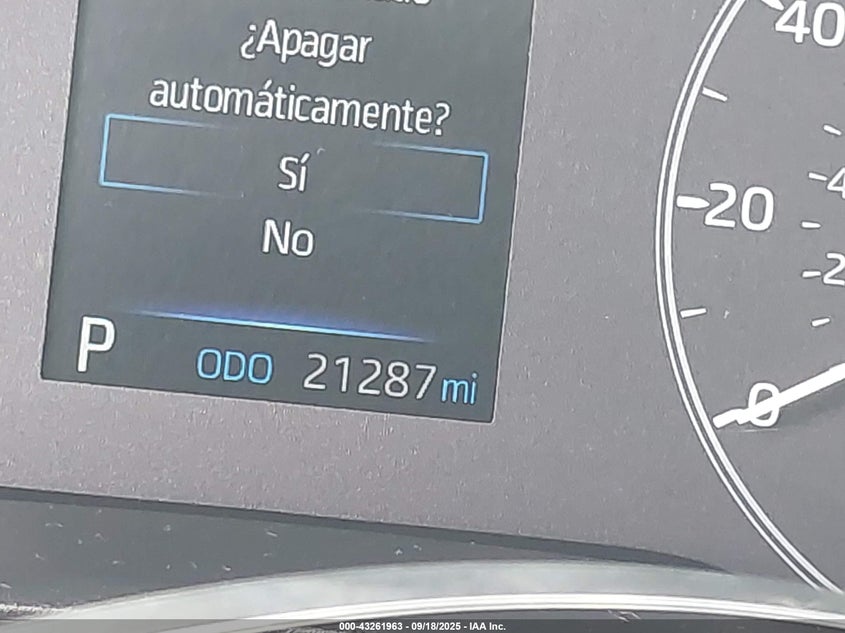 ¿Apagar
automáticamente?
Sí
No
P ODO 21287 mi
40
20
0
000-43261963 - 09/18/2025 - IAA Inc.